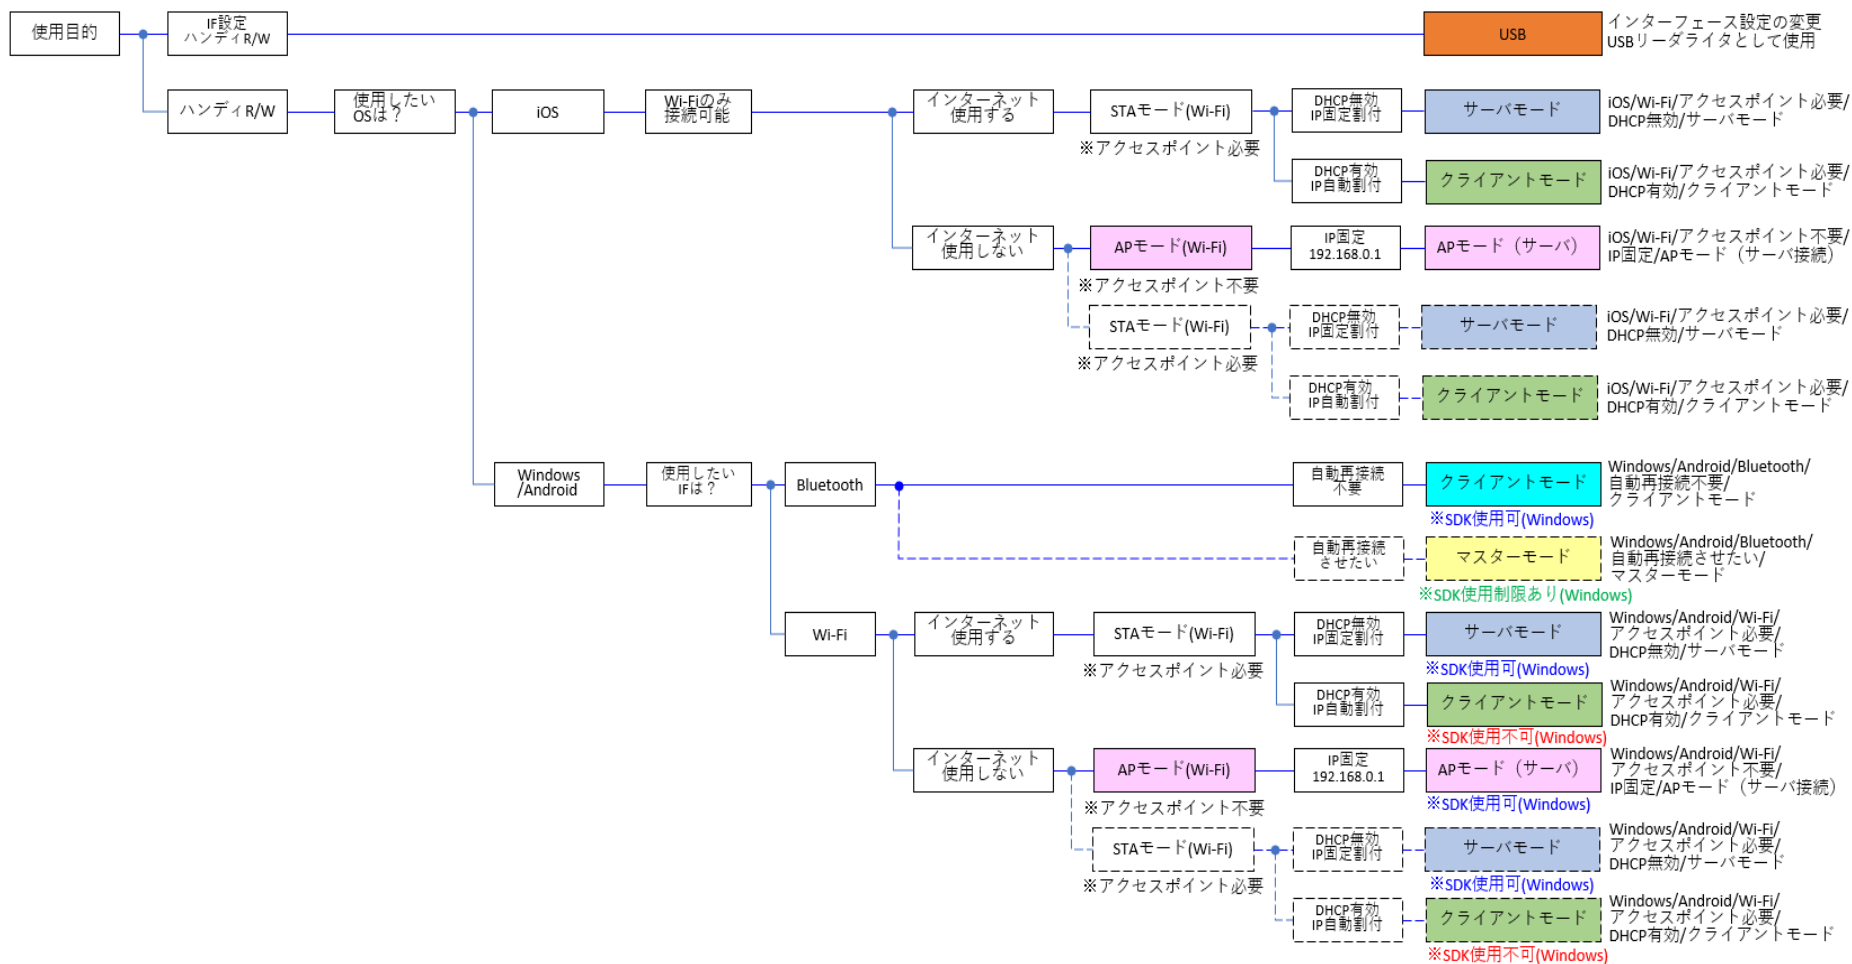 使用目的
IF設定
ハンディR/W
USB
インターフェース設定の変更
USBリーダライタとして使用
ハンディR/W
使用したい
OSは？
iOS
Wi-Fiのみ
接続可能
インターネット
使用する
STAモード(Wi-Fi)
※アクセスポイント必要
DHCP無効
IP固定割付
サーバモード
iOS/Wi-Fi/アクセスポイント必要/
DHCP無効/サーバモード
DHCP有効
IP自動割付
クライアントモード
iOS/Wi-Fi/アクセスポイント必要/
DHCP有効/クライアントモード
インターネット
使用しない
APモード(Wi-Fi)
※アクセスポイント不要
IP固定
192.168.0.1
APモード（サーバ）
iOS/Wi-Fi/アクセスポイント不要/
IP固定/APモード（サーバ接続）
STAモード(Wi-Fi)
※アクセスポイント必要
DHCP無効
IP固定割付
サーバモード
iOS/Wi-Fi/アクセスポイント必要/
DHCP無効/サーバモード
DHCP有効
IP自動割付
クライアントモード
iOS/Wi-Fi/アクセスポイント必要/
DHCP有効/クライアントモード
Windows
/Android
使用したい
IFは？
Bluetooth
自動再接続
不要
クライアントモード
※SDK使用可(Windows)
Windows/Android/Bluetooth/
自動再接続不要/
クライアントモード
自動再接続
させたい
マスターモード
※SDK使用制限あり(Windows)
Windows/Android/Bluetooth/
自動再接続させたい/
マスターモード
Wi-Fi
インターネット
使用する
STAモード(Wi-Fi)
※アクセスポイント必要
DHCP無効
IP固定割付
サーバモード
※SDK使用可(Windows)
Windows/Android/Wi-Fi/
アクセスポイント必要/
DHCP無効/サーバモード
DHCP有効
IP自動割付
クライアントモード
※SDK使用不可(Windows)
Windows/Android/Wi-Fi/
アクセスポイント必要/
DHCP有効/クライアントモード
インターネット
使用しない
APモード(Wi-Fi)
※アクセスポイント不要
IP固定
192.168.0.1
APモード（サーバ）
※SDK使用可(Windows)
Windows/Android/Wi-Fi/
アクセスポイント不要/
IP固定/APモード（サーバ接続）
STAモード(Wi-Fi)
※アクセスポイント必要
DHCP無効
IP固定割付
サーバモード
※SDK使用可(Windows)
Windows/Android/Wi-Fi/
アクセスポイント必要/
DHCP無効/サーバモード
DHCP有効
IP自動割付
クライアントモード
※SDK使用不可(Windows)
Windows/Android/Wi-Fi/
アクセスポイント必要/
DHCP有効/クライアントモード